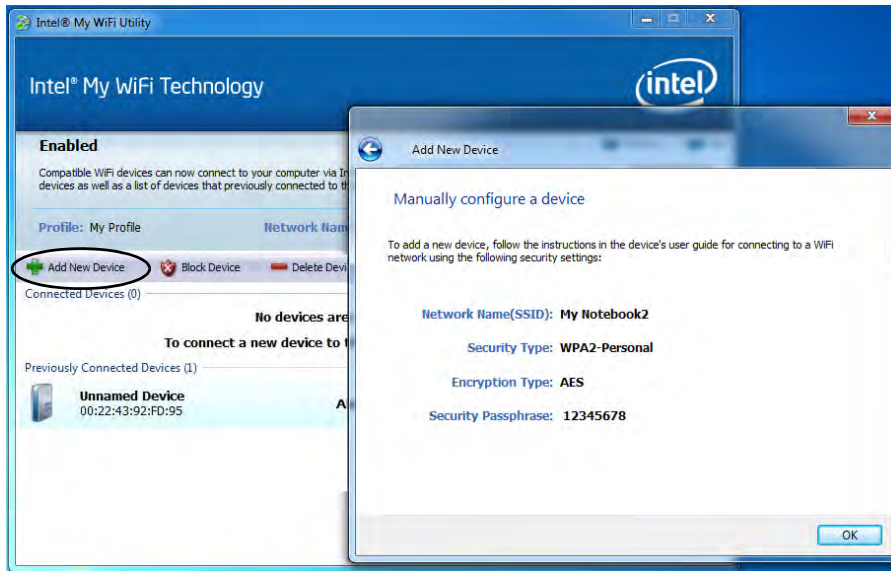 Intel® My WiFi Utility
Intel® My WiFi Technology
intel
Enabled
Compatible WiFi devices can now connect to your computer via
devices as well as a list of devices that previously connected to
Profile: My Profile
Network
Add New Device
Block Device
Delete
Connected Devices (0)
No devices are
To connect a new device to
Previously Connected Devices (1)
Unnamed Device
00:22:43:92:FD:95
Add New Device
Manually configure a device
To add a new device, follow the instructions in the device's user guide for connecting to a WiFi
network using the following security settings:
Network Name(SSID): My Notebook2
Security Type: WPA2-Personal
Encryption Type: AES
Security Passphrase: 12345678
OK